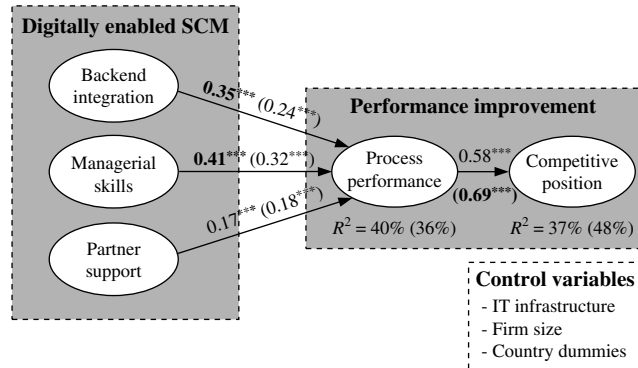 Digitally enabled SCM
Backend
integration
Managerial
skills
Partner
support
0.35*** (0.24***)
0.41*** (0.32***)
0.17*** (0.18***)
Performance improvement
Process
performance
0.58***
(0.69***)
Competitive
position
R² = 40% (36%)
R² = 37% (48%)
Control variables
- IT infrastructure
- Firm size
- Country dummies